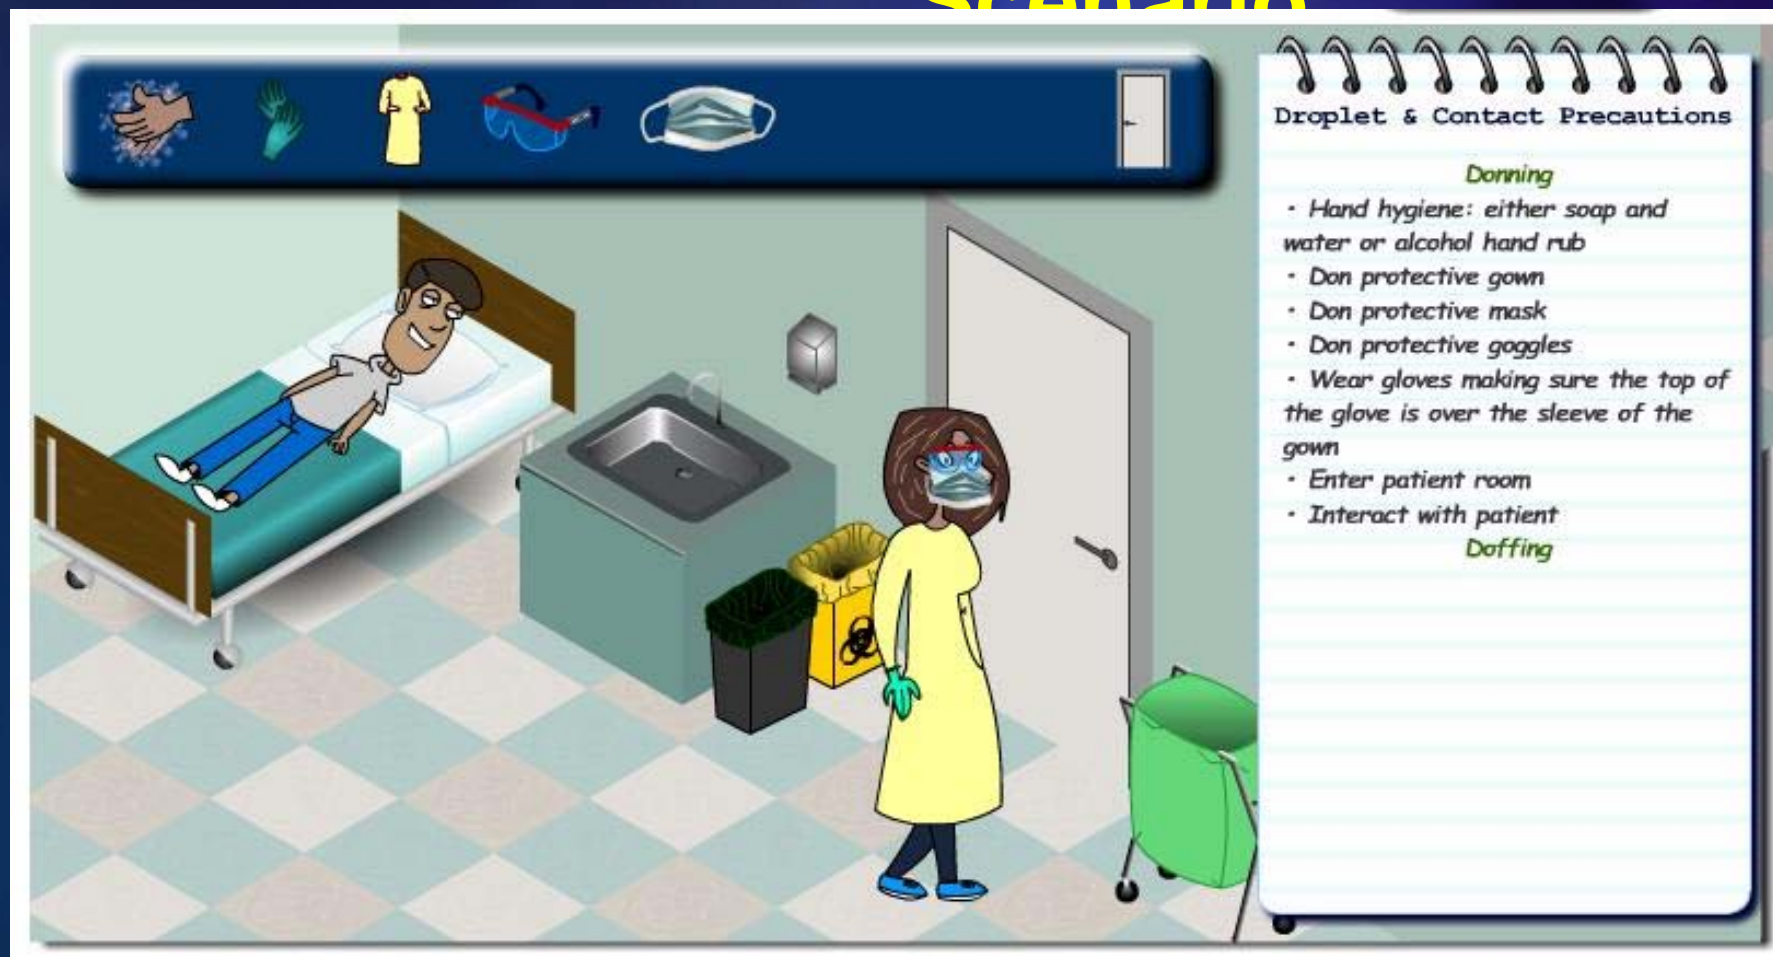 Scenario
Droplet & Contact Precautions
Donning
· Hand hygiene: either soap and
water or alcohol hand rub
· Don protective gown
· Don protective mask
· Don protective goggles
· Wear gloves making sure the top of
the glove is over the sleeve of the
gown
· Enter patient room
· Interact with patient
Doffing